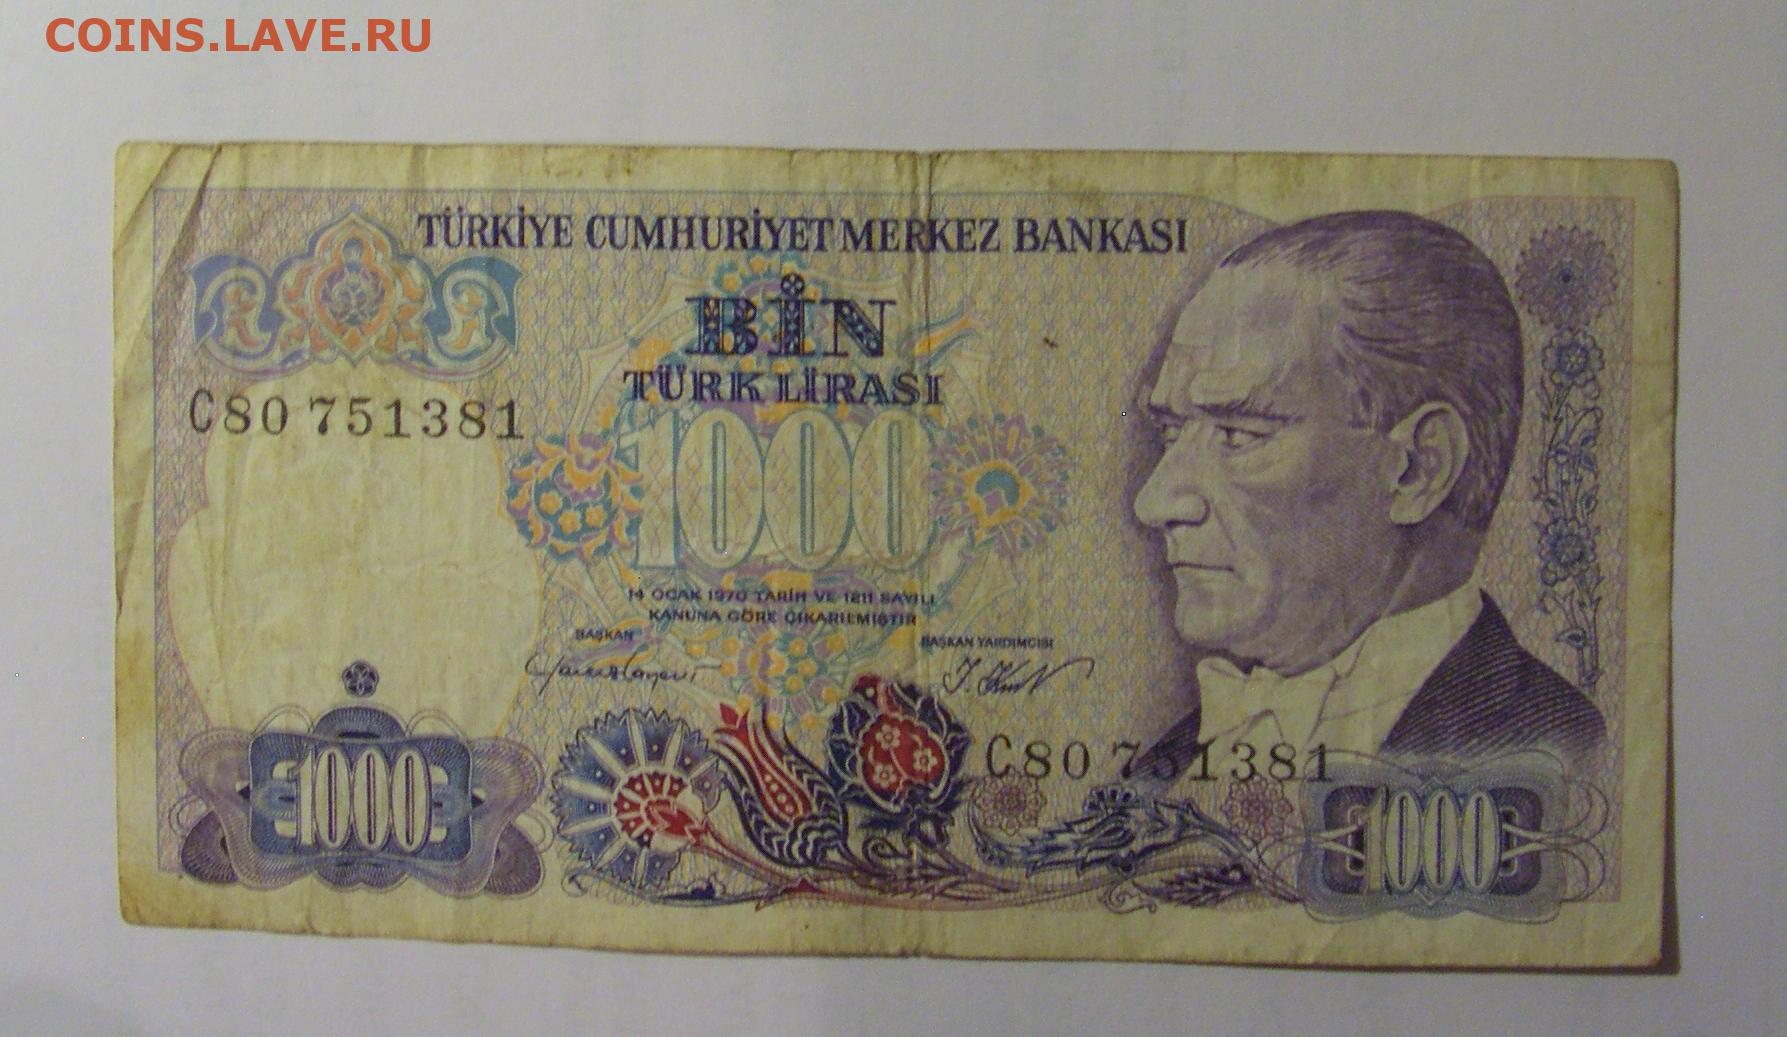 COINS.LAVE.RU
TÜRKİYE CUMHURİYET MERKEZ BANKASI
BİN
TÜRK LİRASI
C80 751381
1000
14 OCAK 1970 TARİH VE 1211 SAYILI
KANUNA GÖRE ÇIKARILMIŞTIR
BAŞKAN
BAŞKAN YARDIMCISI
C80 751381
1000
1000